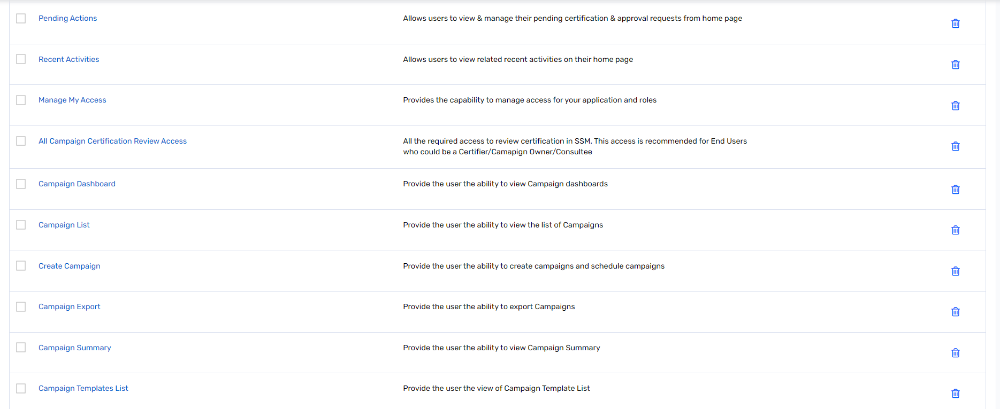 Pending Actions
Allows users to view & manage their pending certification & approval requests from home page
Recent Activities
Allows users to view related recent activities on their home page
Manage My Access
Provides the capability to manage access for your application and roles
All Campaign Certification Review Access
All the required access to review certification in SSM. This access is recommended for End Users
who could be a Certifier/Camapign Owner/Consultee
Campaign Dashboard
Provide the user the ability to view Campaign dashboards
Campaign List
Provide the user the ability to view the list of Campaigns
Create Campaign
Provide the user the ability to create campaigns and schedule campaigns
Campaign Export
Provide the user the ability to export Campaigns
Campaign Summary
Provide the user the ability to view Campaign Summary
Campaign Templates List
Provide the user the view of Campaign Template List